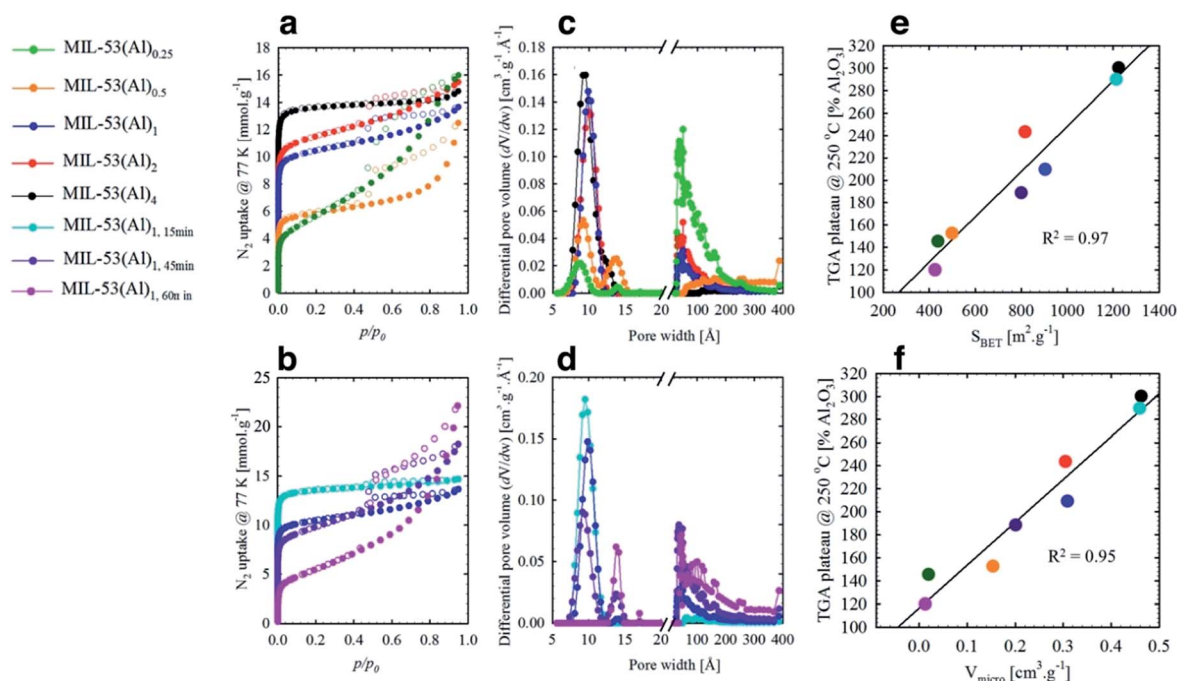 MIL-53(Al)0.25
MIL-53(Al)0.5
MIL-53(Al)1
MIL-53(Al)2
MIL-53(Al)4
MIL-53(Al)1, 15min
MIL-53(Al)1, 45min
MIL-53(Al)1, 60min
a
N2 uptake @ 77 K [mmol.g-1]
18
16
14
12
10
8
6
4
2
0
0.0 0.2 0.4 0.6 0.8 1.0
p/p0
c
Differential pore volume (dV/dw) [cm3.g-1.Å-1]
0.18
0.16
0.14
0.12
0.10
0.08
0.06
0.04
0.02
0.00
5 10 15 20 100 200 300 400
Pore width [Å]
e
TGA plateau @ 250 °C [% Al2O3]
320
300
280
260
240
220
200
180
160
140
120
100
R2 = 0.97
200 400 600 800 1000 1200 1400
SBET [m2.g-1]
b
N2 uptake @ 77 K [mmol.g-1]
25
20
15
10
5
0
0.0 0.2 0.4 0.6 0.8 1.0
p/p0
d
Differential pore volume (dV/dw) [cm3.g-1.Å-1]
0.20
0.15
0.10
0.05
0.00
5 10 15 20 100 200 300 400
Pore width [Å]
f
TGA plateau @ 250 °C [% Al2O3]
320
300
280
260
240
220
200
180
160
140
120
100
R2 = 0.95
0.0 0.1 0.2 0.3 0.4 0.5
Vmicro [cm3.g-1]